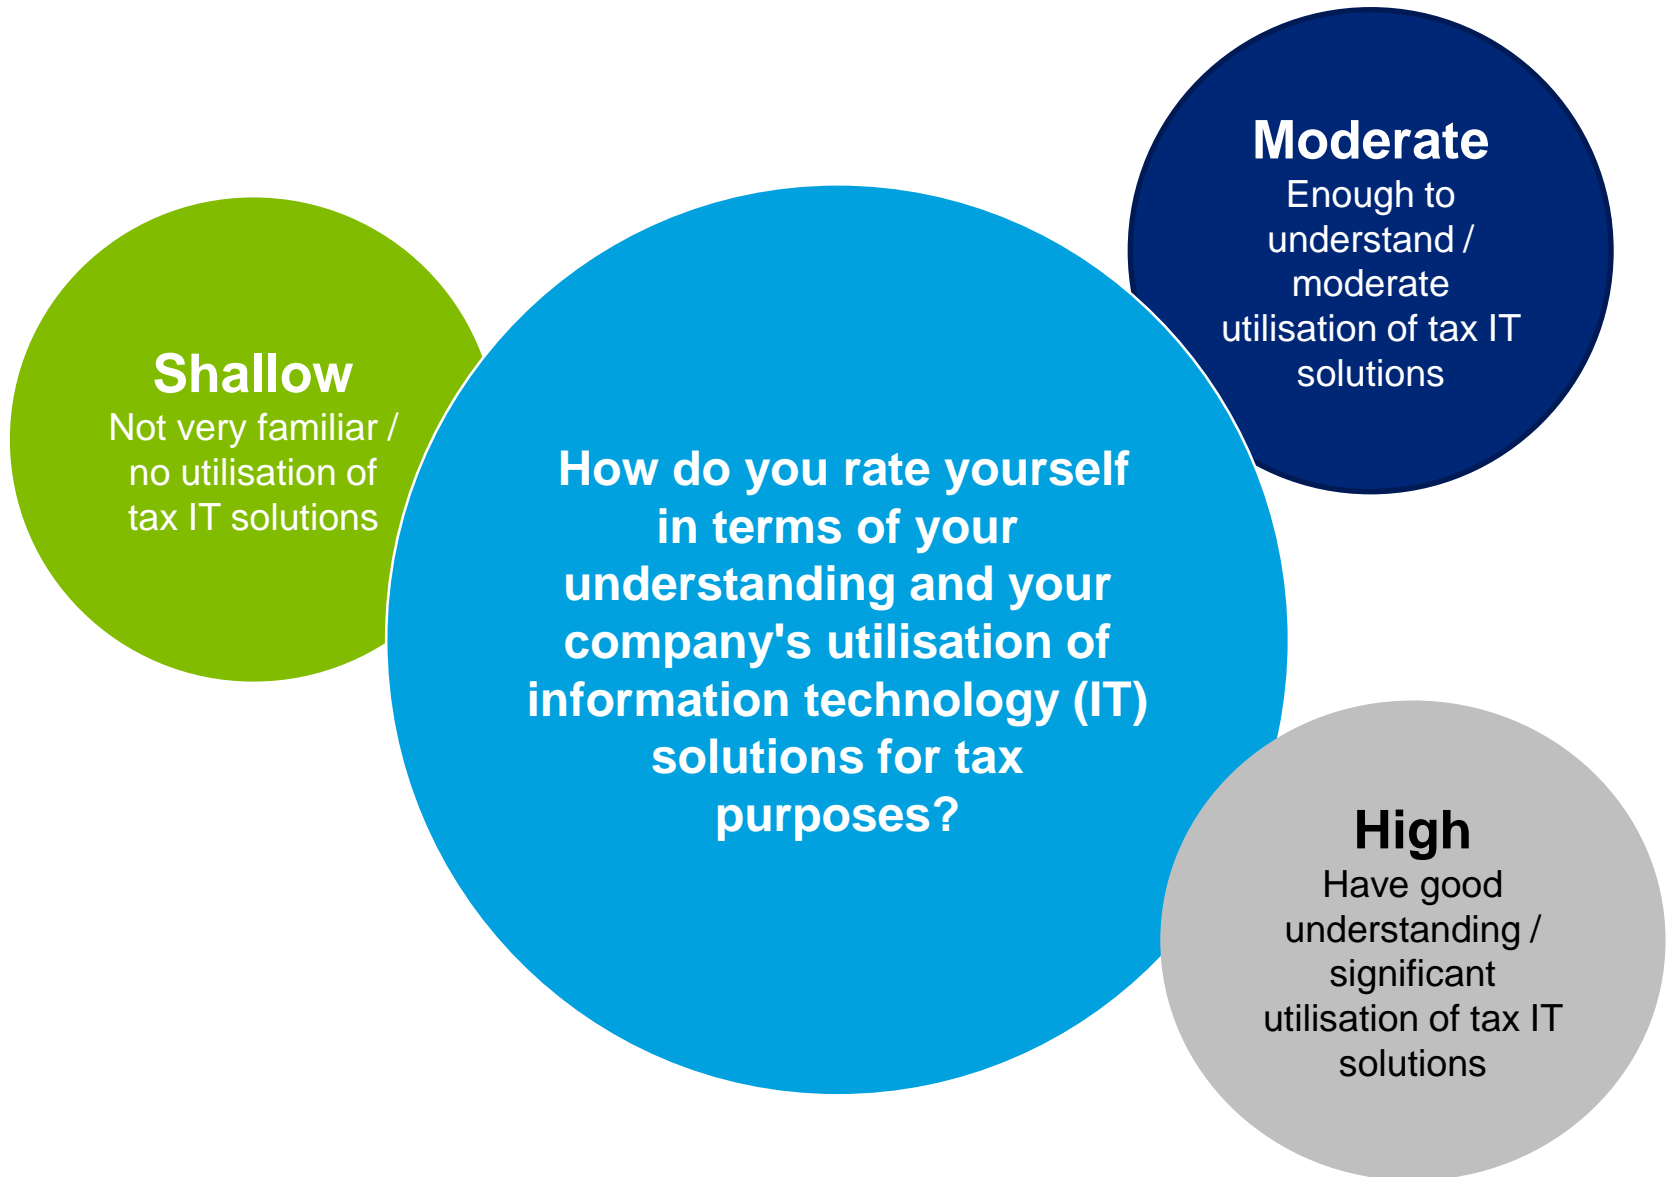 Moderate
Enough to
understand /
moderate
utilisation of tax IT
solutions
Shallow
Not very familiar /
no utilisation of
tax IT solutions
How do you rate yourself
in terms of your
understanding and your
company's utilisation of
information technology (IT)
solutions for tax
purposes?
High
Have good
understanding /
significant
utilisation of tax IT
solutions